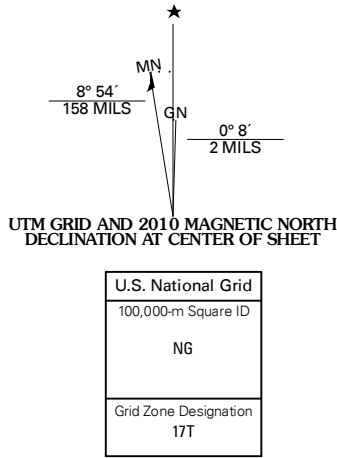 ★
MN
GN
8° 54´
158 MILS
0° 8´
2 MILS
UTM GRID AND 2010 MAGNETIC NORTH
DECLINATION AT CENTER OF SHEET
U.S. National Grid
100,000-m Square ID
NG
Grid Zone Designation
17T